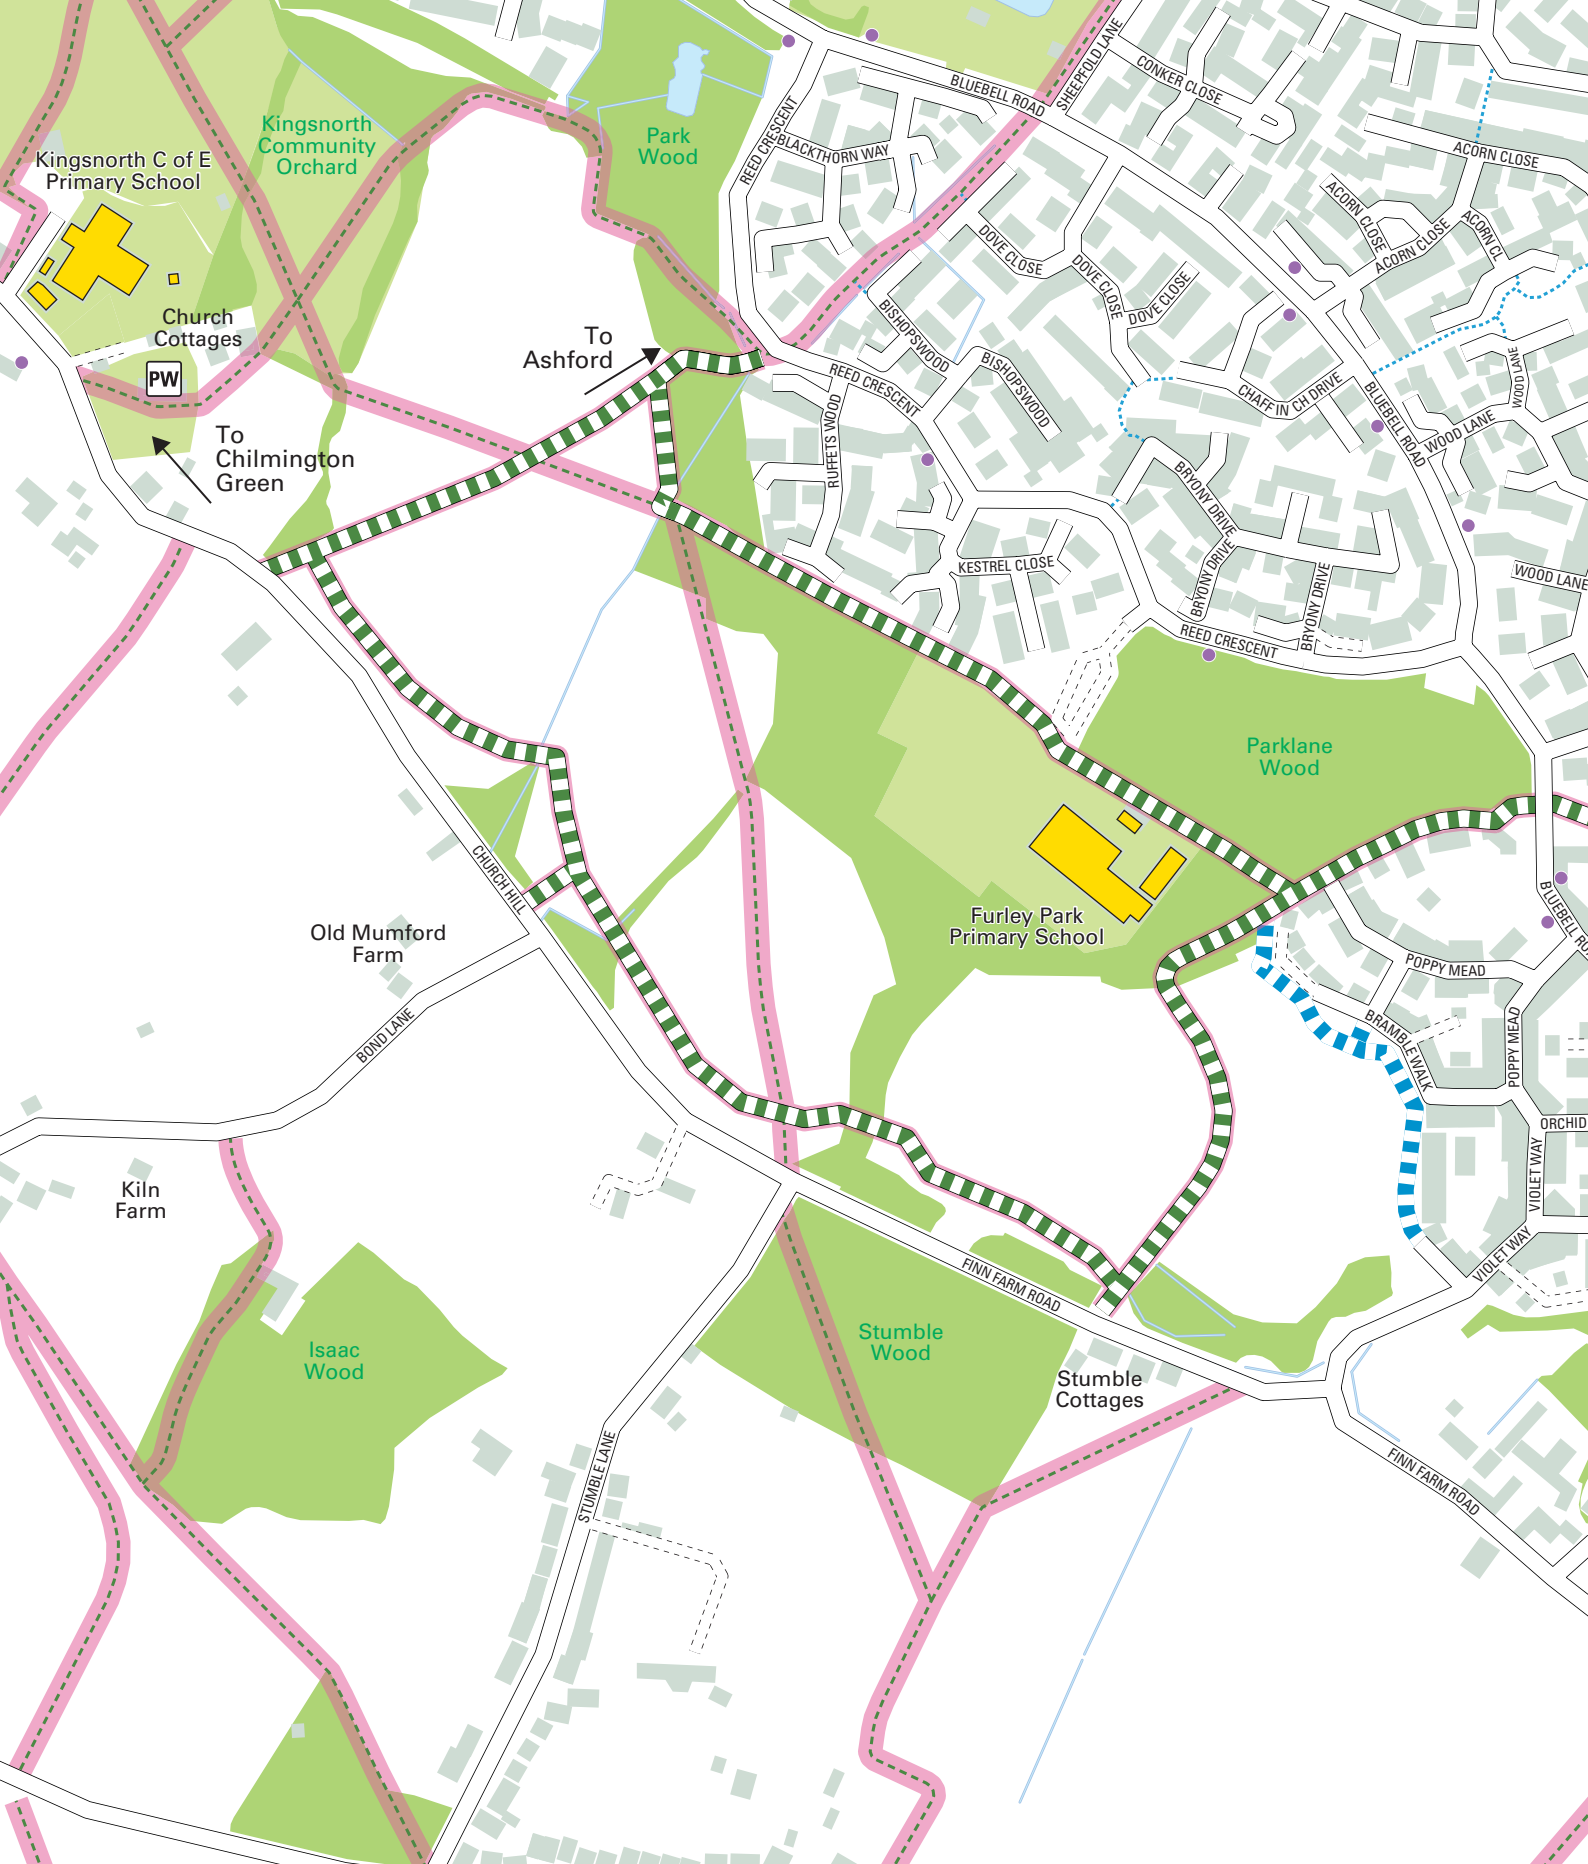 BLUEBELL ROAD
SHEEPFOLD LANE
CONKER CLOSE
REED CRESCENT
BLACKTHORN WAY
Kingsnorth
Community
Orchard
Park
Wood
Kingsnorth C of E
Primary School
ACORN CLOSE
ACORN CLOSE
ACORN CLOSE
ACORN CL
DOVE CLOSE
DOVE CLOSE
DOVE CLOSE
Church
Cottages
PW
To
Ashford
BISHOPSWOOD
BISHOPSWOOD
REED CRESCENT
RUFFETS WOOD
CHAFFINCH DRIVE
BLUEBELL ROAD
WOOD LANE
WOOD LANE
To
Chilmington
Green
BRYONY DRIVE
BRYONY DRIVE
BRYONY DRIVE
KESTREL CLOSE
WOOD LANE
REED CRESCENT
Parklane
Wood
CHURCH HILL
Furley Park
Primary School
BLUEBELL RO
Old Mumford
Farm
POPPY MEAD
POPPY MEAD
BOND LANE
BRAMBLE WALK
ORCHID
VIOLET WAY
VIOLET WAY
Kiln
Farm
FINN FARM ROAD
Isaac
Wood
Stumble
Wood
Stumble
Cottages
STUMBLE LANE
FINN FARM ROAD